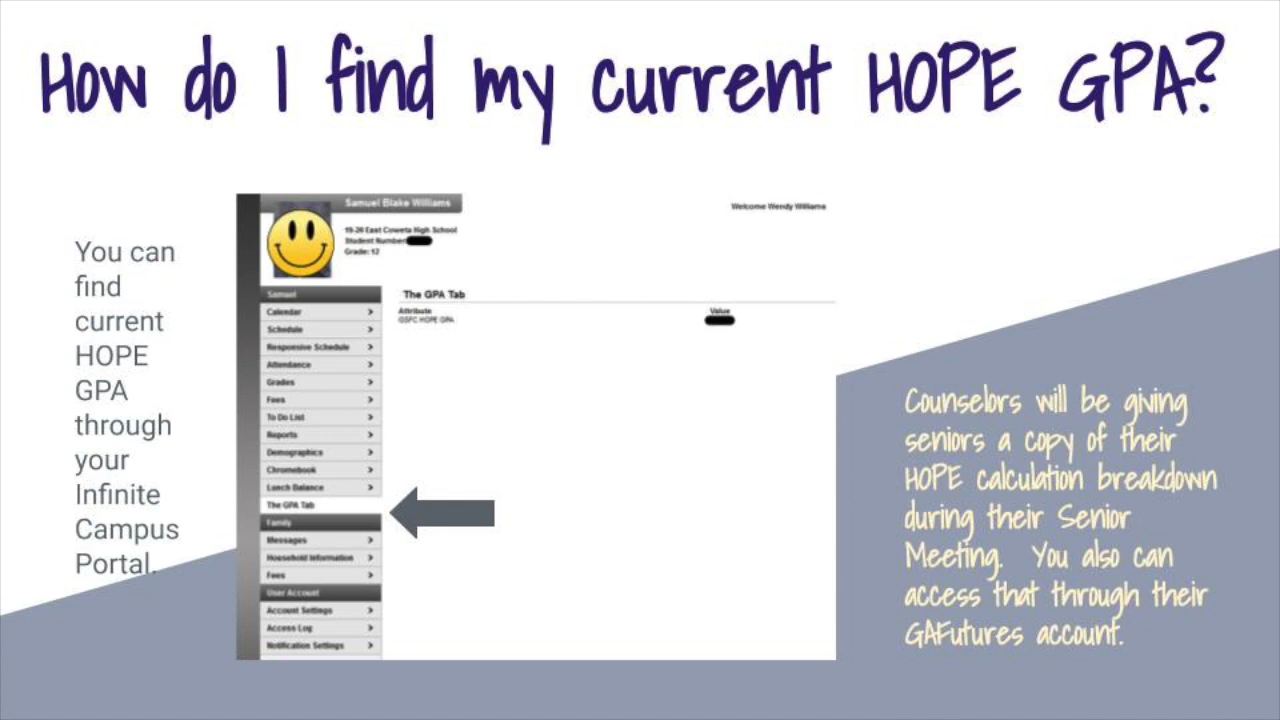 How do I find my current HOPE GPA?
You can
find
current
HOPE
GPA
through
your
Infinite
Campus
Portal.
Samuel Blake Williams
Welcome Wendy Williams
19-20 East Coweta High School
Student Number
Grade: 12
Samuel
Calendar >
Schedule >
Responsive Schedule >
Attendance >
Grades >
Fees >
To Do List >
Reports >
Demographics >
Chromebook >
Lunch Balance >
The GPA Tab
Family
Messages >
Household Information >
Fees >
User Account
Account Settings >
Access Log >
Notification Settings >
The GPA Tab
Attribute Value
GSFC HOPE GPA
Counselors will be giving
seniors a copy of their
HOPE calculation breakdown
during their Senior
Meeting. You also can
access that through their
GAFutures account.